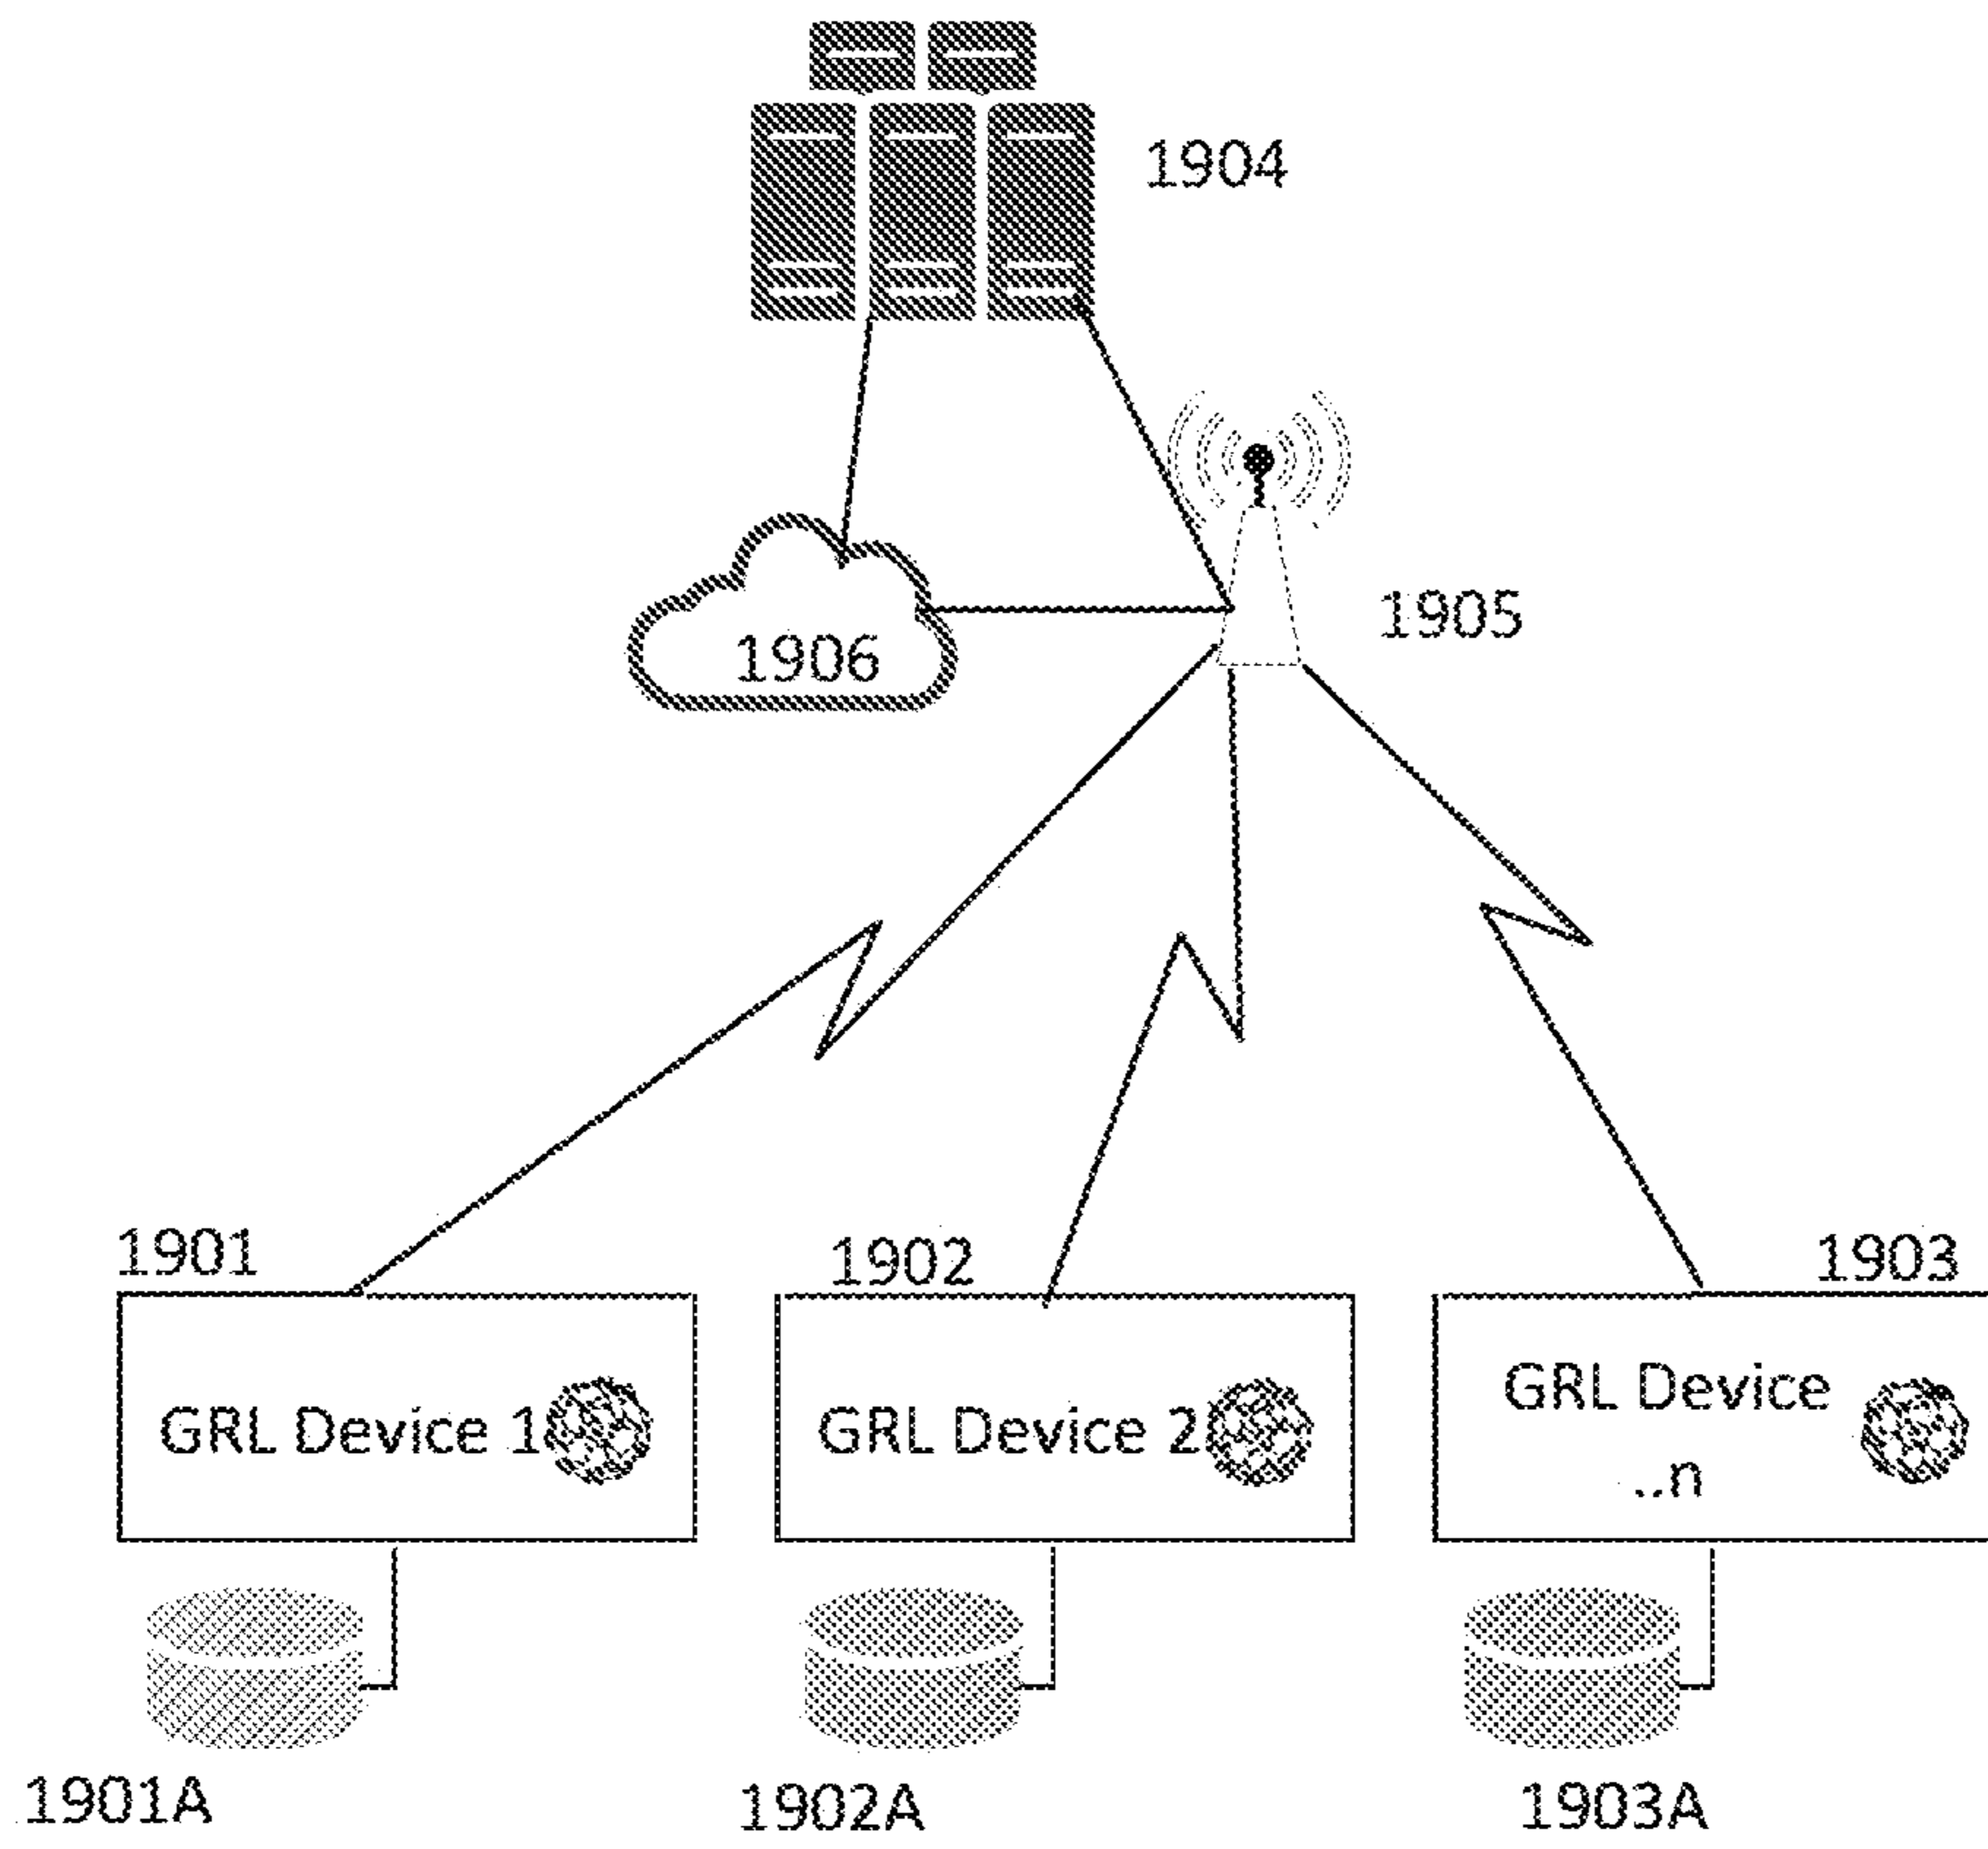 1904
1905
1906
1901
1902
1903
GRL Device 1
GRL Device 2
GRL Device
..n
1901A
1902A
1903A